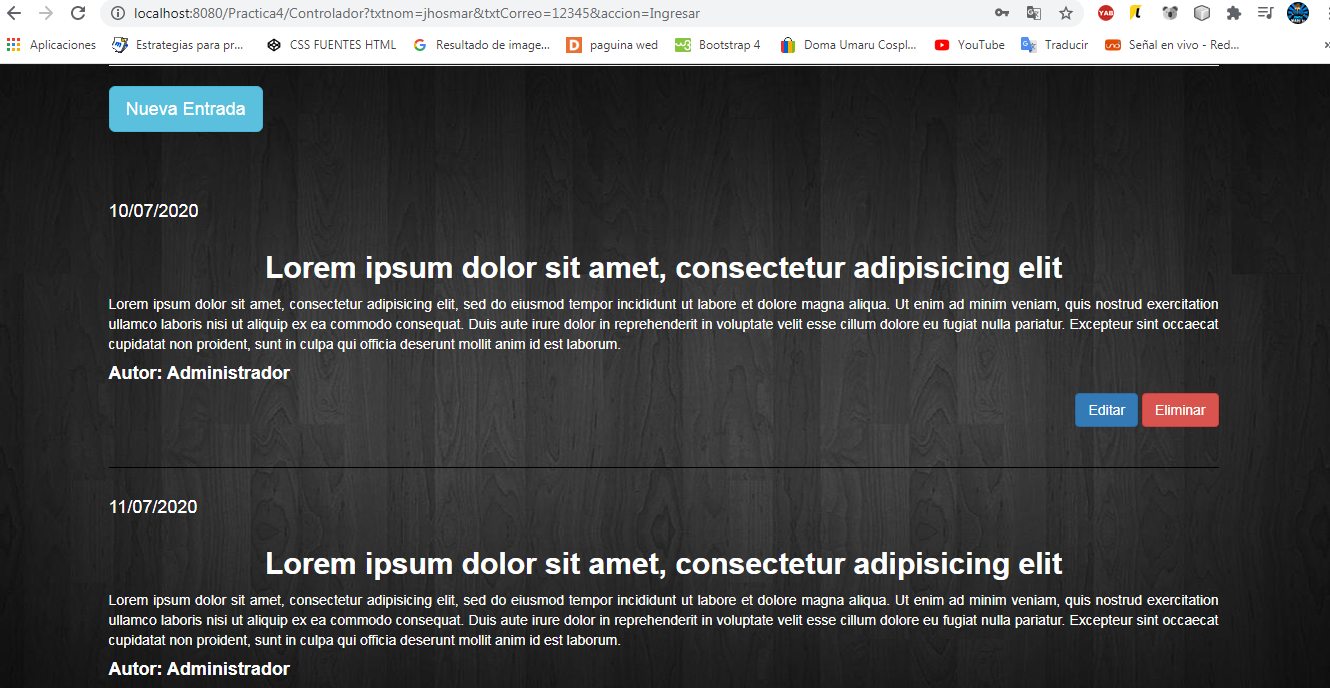 localhost:8080/Practica4/Controlador?txtnom=jhosmar&txtCorreo=12345&accion=Ingresar
YAB
Aplicaciones Estrategias para pr... CSS FUENTES HTML Resultado de image... D paguina wed w3 Bootstrap 4 Doma Umaru Cospl... YouTube Traducir uno Señal en vivo - Red... »
Nueva Entrada
10/07/2020
Lorem ipsum dolor sit amet, consectetur adipisicing elit
Lorem ipsum dolor sit amet, consectetur adipisicing elit, sed do eiusmod tempor incididunt ut labore et dolore magna aliqua. Ut enim ad minim veniam, quis nostrud exercitation
ullamco laboris nisi ut aliquip ex ea commodo consequat. Duis aute irure dolor in reprehenderit in voluptate velit esse cillum dolore eu fugiat nulla pariatur. Excepteur sint occaecat
cupidatat non proident, sunt in culpa qui officia deserunt mollit anim id est laborum.
Autor: Administrador
Editar Eliminar
11/07/2020
Lorem ipsum dolor sit amet, consectetur adipisicing elit
Lorem ipsum dolor sit amet, consectetur adipisicing elit, sed do eiusmod tempor incididunt ut labore et dolore magna aliqua. Ut enim ad minim veniam, quis nostrud exercitation
ullamco laboris nisi ut aliquip ex ea commodo consequat. Duis aute irure dolor in reprehenderit in voluptate velit esse cillum dolore eu fugiat nulla pariatur. Excepteur sint occaecat
cupidatat non proident, sunt in culpa qui officia deserunt mollit anim id est laborum.
Autor: Administrador